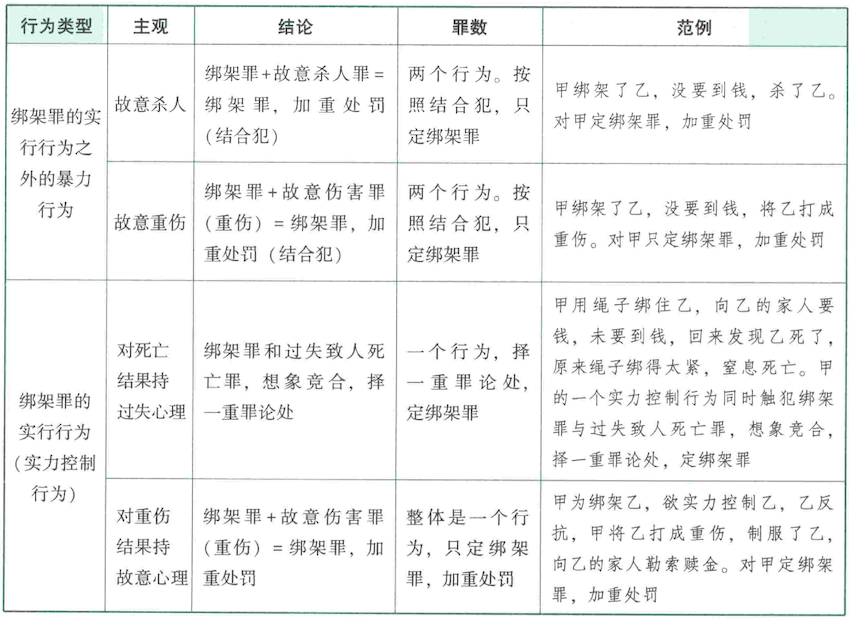 行为类型 主观 结论 罪数 范例
绑架罪的实
行行为之
外的暴力
行为
故意杀人
绑架罪+故意杀人罪=
绑架罪，加重处罚
(结合犯)
两个行为。按
照结合犯，只
定绑架罪
甲绑架了乙，没要到钱，杀了乙。
对甲定绑架罪，加重处罚
故意重伤
绑架罪+故意伤害罪
(重伤)=绑架罪，加
重处罚(结合犯)
两个行为。按
照结合犯，只
定绑架罪
甲绑架了乙，没要到钱，将乙打成
重伤。对甲只定绑架罪，加重处罚
绑架罪的
实行行为
(实力控制
行为)
对死亡
结果持
过失心理
绑架罪和过失致人死
亡罪，想象竞合，择
一重罪论处
一个行为，择
一重罪论处，
定绑架罪
甲用绳子绑住乙，向乙的家人要
钱，未要到钱，回来发现乙死了，
原来绳子绑得太紧，窒息死亡。甲
的一个实力控制行为同时触犯绑架
罪与过失致人死亡罪，想象竞合，
择一重罪论处，定绑架罪
对重伤
结果持
故意心理
绑架罪+故意伤害罪
(重伤)=绑架罪，加
重处罚
整体是一个行
为，只定绑架
罪，加重处罚
甲为绑架乙，欲实力控制乙，乙反
抗，甲将乙打成重伤，制服了乙，
向乙的家人勒索赎金。对甲定绑架
罪，加重处罚